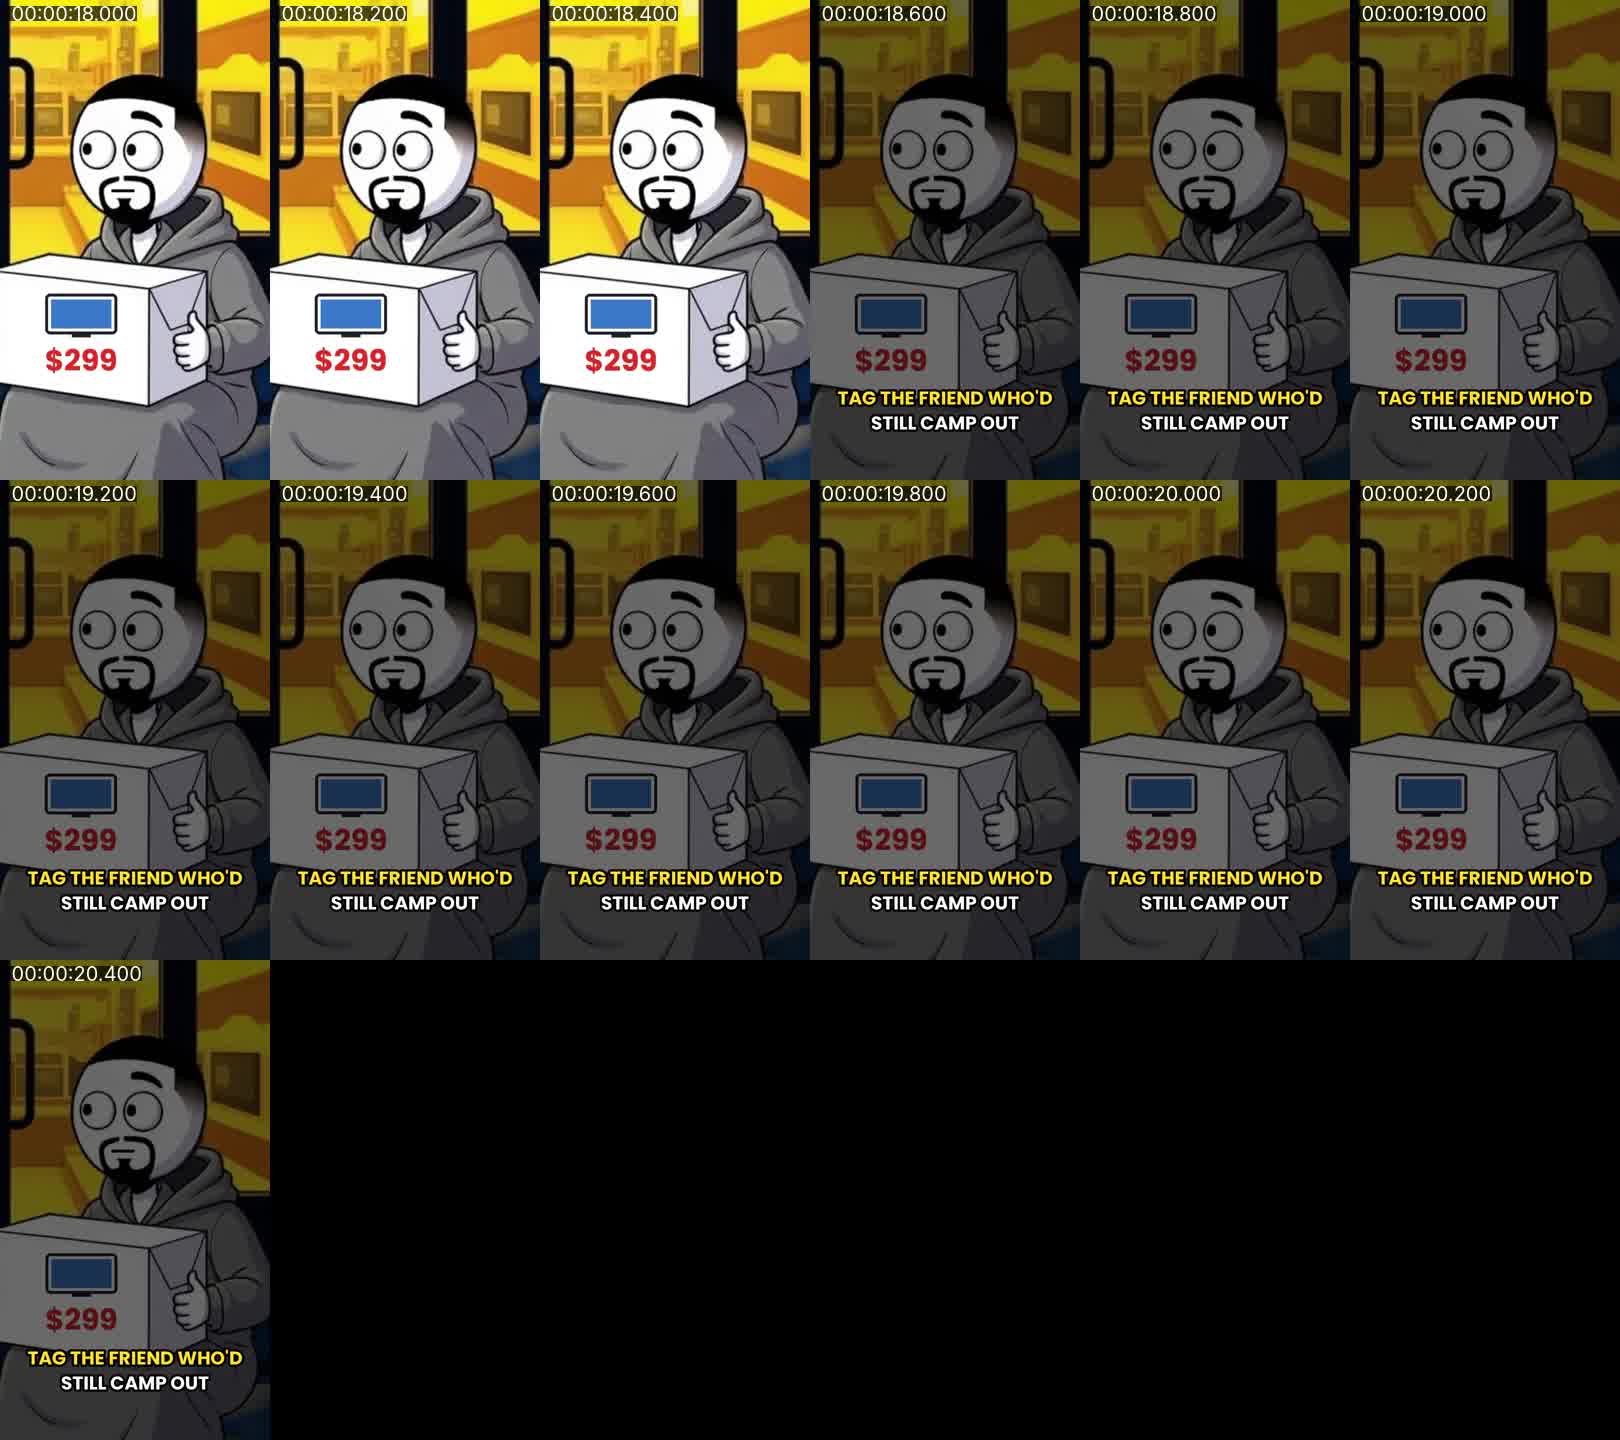 00:00:18.000
$299
00:00:18.200
$299
00:00:18.400
$299
00:00:18.600
$299
TAG THE FRIEND WHO'D
STILL CAMP OUT
00:00:18.800
$299
TAG THE FRIEND WHO'D
STILL CAMP OUT
00:00:19.000
$299
TAG THE FRIEND WHO'D
STILL CAMP OUT
00:00:19.200
$299
TAG THE FRIEND WHO'D
STILL CAMP OUT
00:00:19.400
$299
TAG THE FRIEND WHO'D
STILL CAMP OUT
00:00:19.600
$299
TAG THE FRIEND WHO'D
STILL CAMP OUT
00:00:19.800
$299
TAG THE FRIEND WHO'D
STILL CAMP OUT
00:00:20.000
$299
TAG THE FRIEND WHO'D
STILL CAMP OUT
00:00:20.200
$299
TAG THE FRIEND WHO'D
STILL CAMP OUT
00:00:20.400
$299
TAG THE FRIEND WHO'D
STILL CAMP OUT